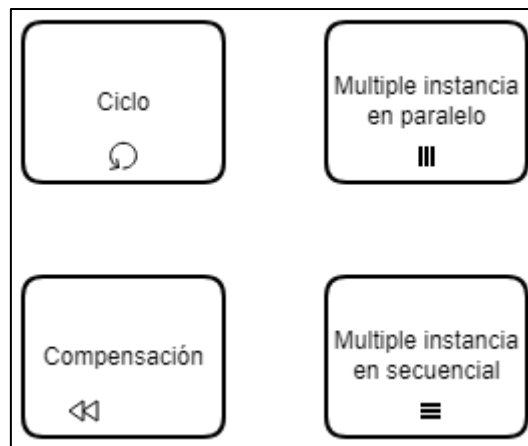 Ciclo
Multiple instancia
en paralelo
Compensación
Multiple instancia
en secuencial